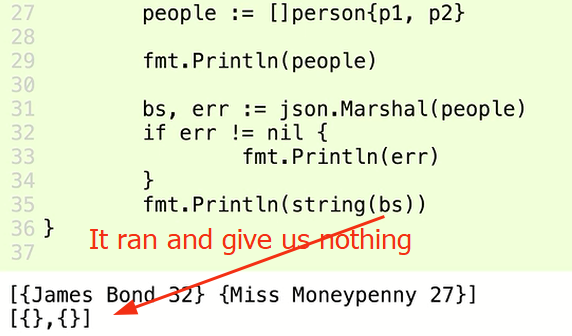 27 people := []person{p1, p2}
28
29 fmt.Println(people)
30
31 bs, err := json.Marshal(people)
32 if err != nil {
33 fmt.Println(err)
34 }
35 fmt.Println(string(bs))
36 }
It ran and give us nothing
37
[{James Bond 32} {Miss Moneypenny 27}]
[{},{}]